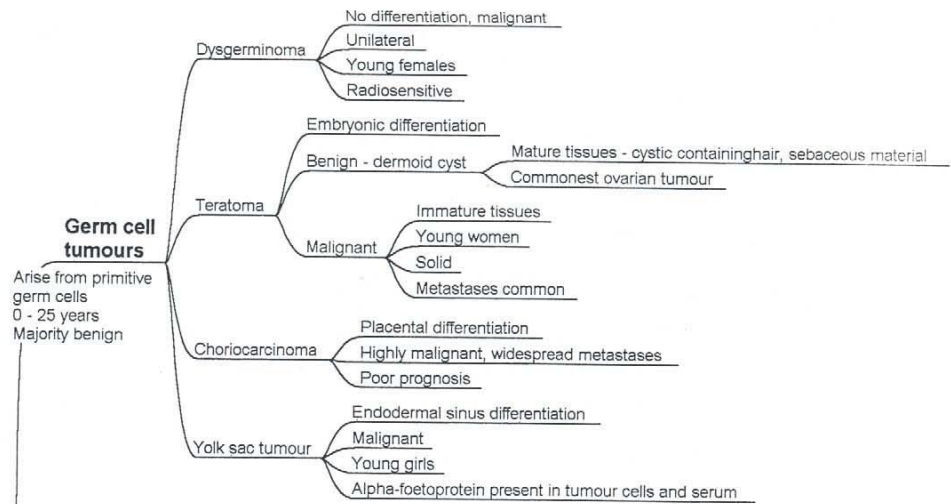 Germ cell
tumours
Arise from primitive
germ cells
0 - 25 years
Majority benign
Dysgerminoma
No differentiation, malignant
Unilateral
Young females
Radiosensitive
Teratoma
Embryonic differentiation
Benign - dermoid cyst
Mature tissues - cystic containinghair, sebaceous material
Commonest ovarian tumour
Malignant
Immature tissues
Young women
Solid
Metastases common
Choriocarcinoma
Placental differentiation
Highly malignant, widespread metastases
Poor prognosis
Yolk sac tumour
Endodermal sinus differentiation
Malignant
Young girls
Alpha-foetoprotein present in tumour cells and serum